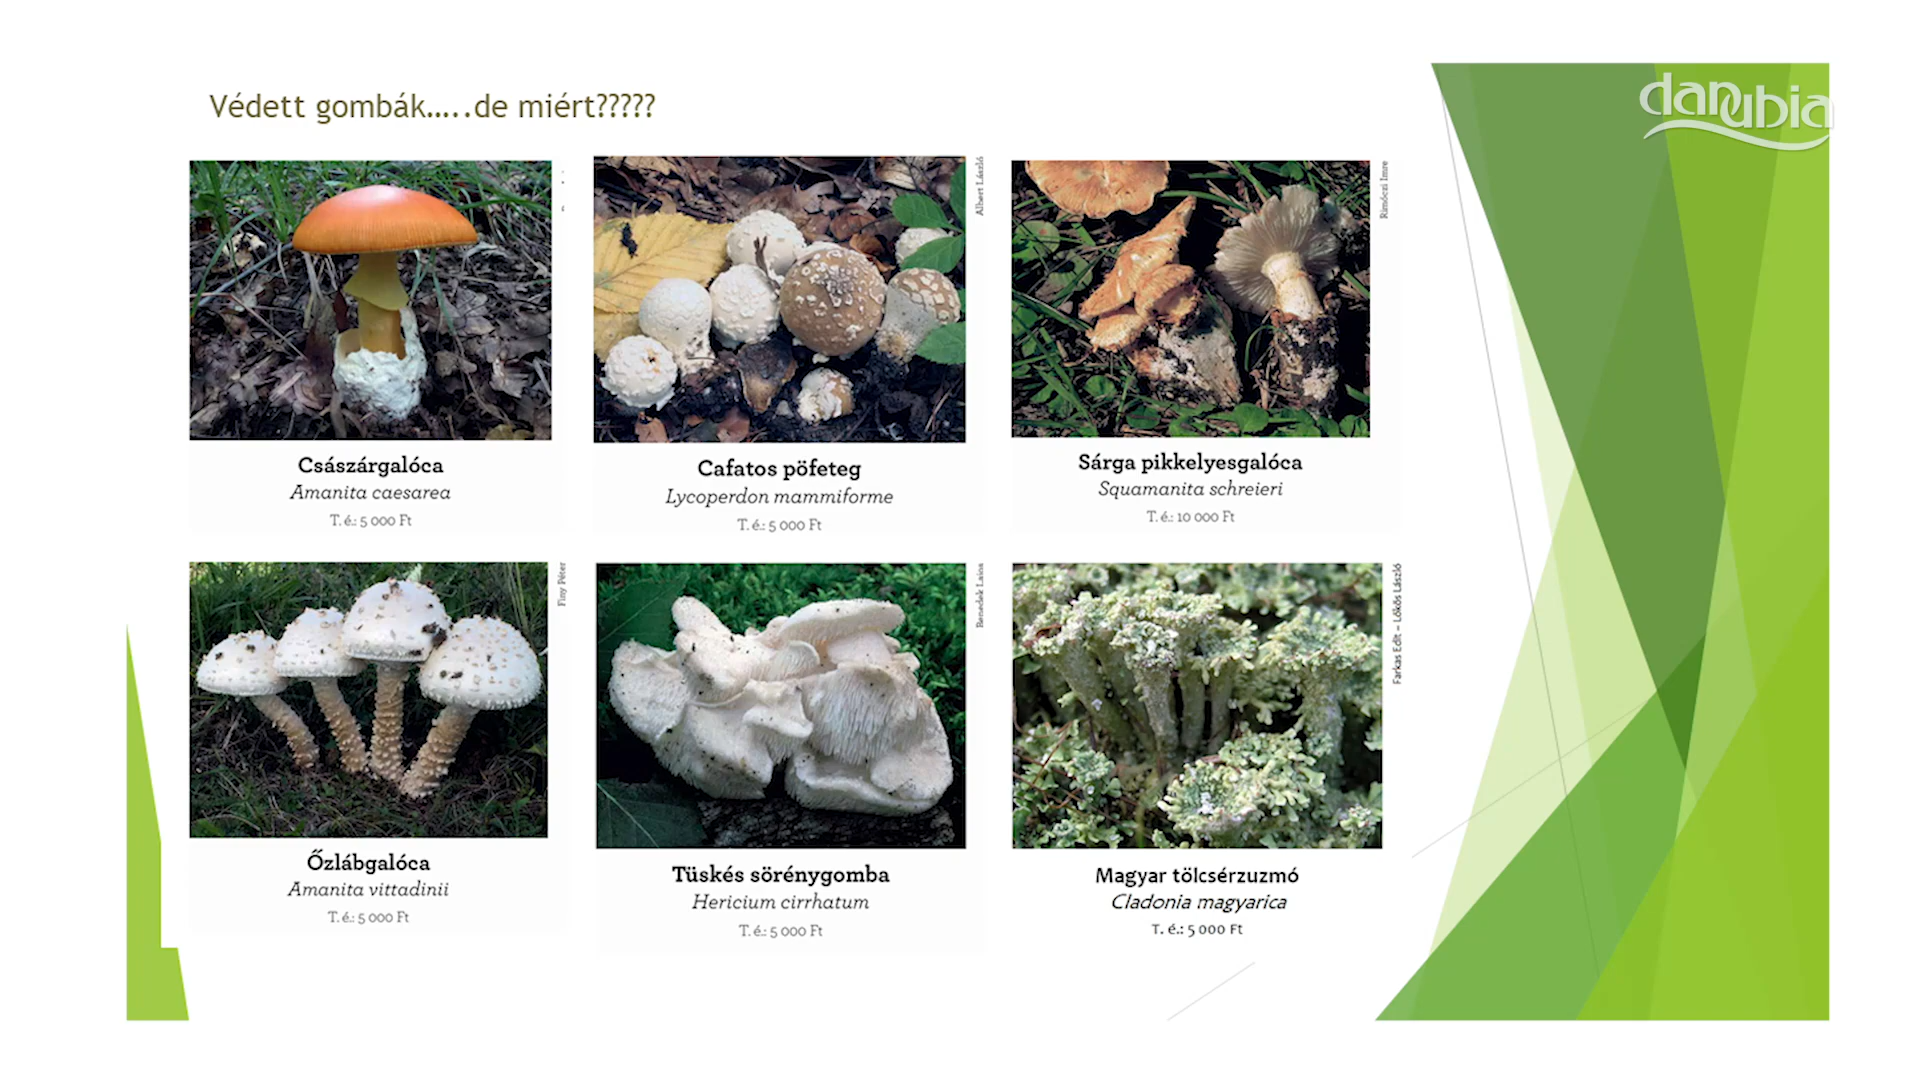 Védett gombák.....de miért?????
danubia
Császárgalóca
Amanita caesarea
T. é.: 5 000 Ft
Albert László
Cafatos pöfeteg
Lycoperdon mammiforme
T. é.: 5 000 Ft
Rimóczi Imre
Sárga pikkelyesgalóca
Squamanita schreieri
T. é.: 10 000 Ft
Finy Péter
Őzlábgalóca
Amanita vittadinii
T. é.: 5 000 Ft
Benedek Lajos
Tüskés sörénygomba
Hericium cirrhatum
T. é.: 5 000 Ft
Farkas Edit – Lőkös László
Magyar tölcsérzuzmó
Cladonia magyarica
T. é.: 5 000 Ft